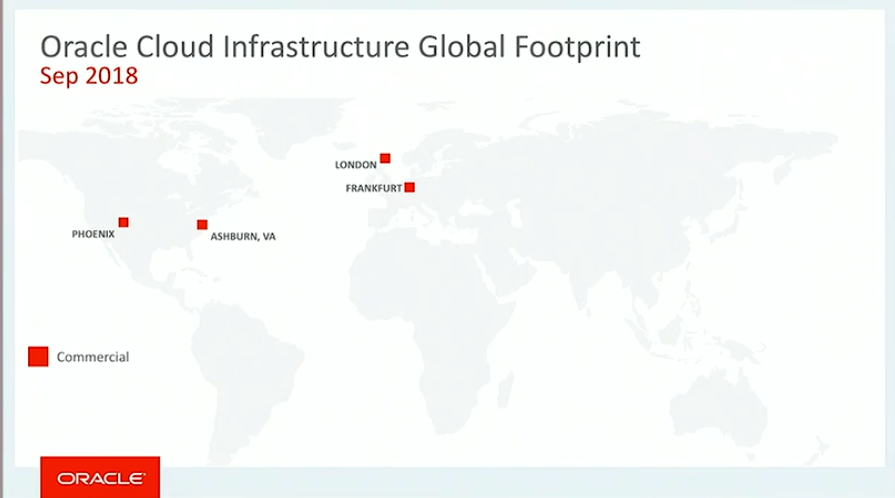 Oracle Cloud Infrastructure Global Footprint
Sep 2018
LONDON
FRANKFURT
PHOENIX
ASHBURN, VA
Commercial
ORACLE